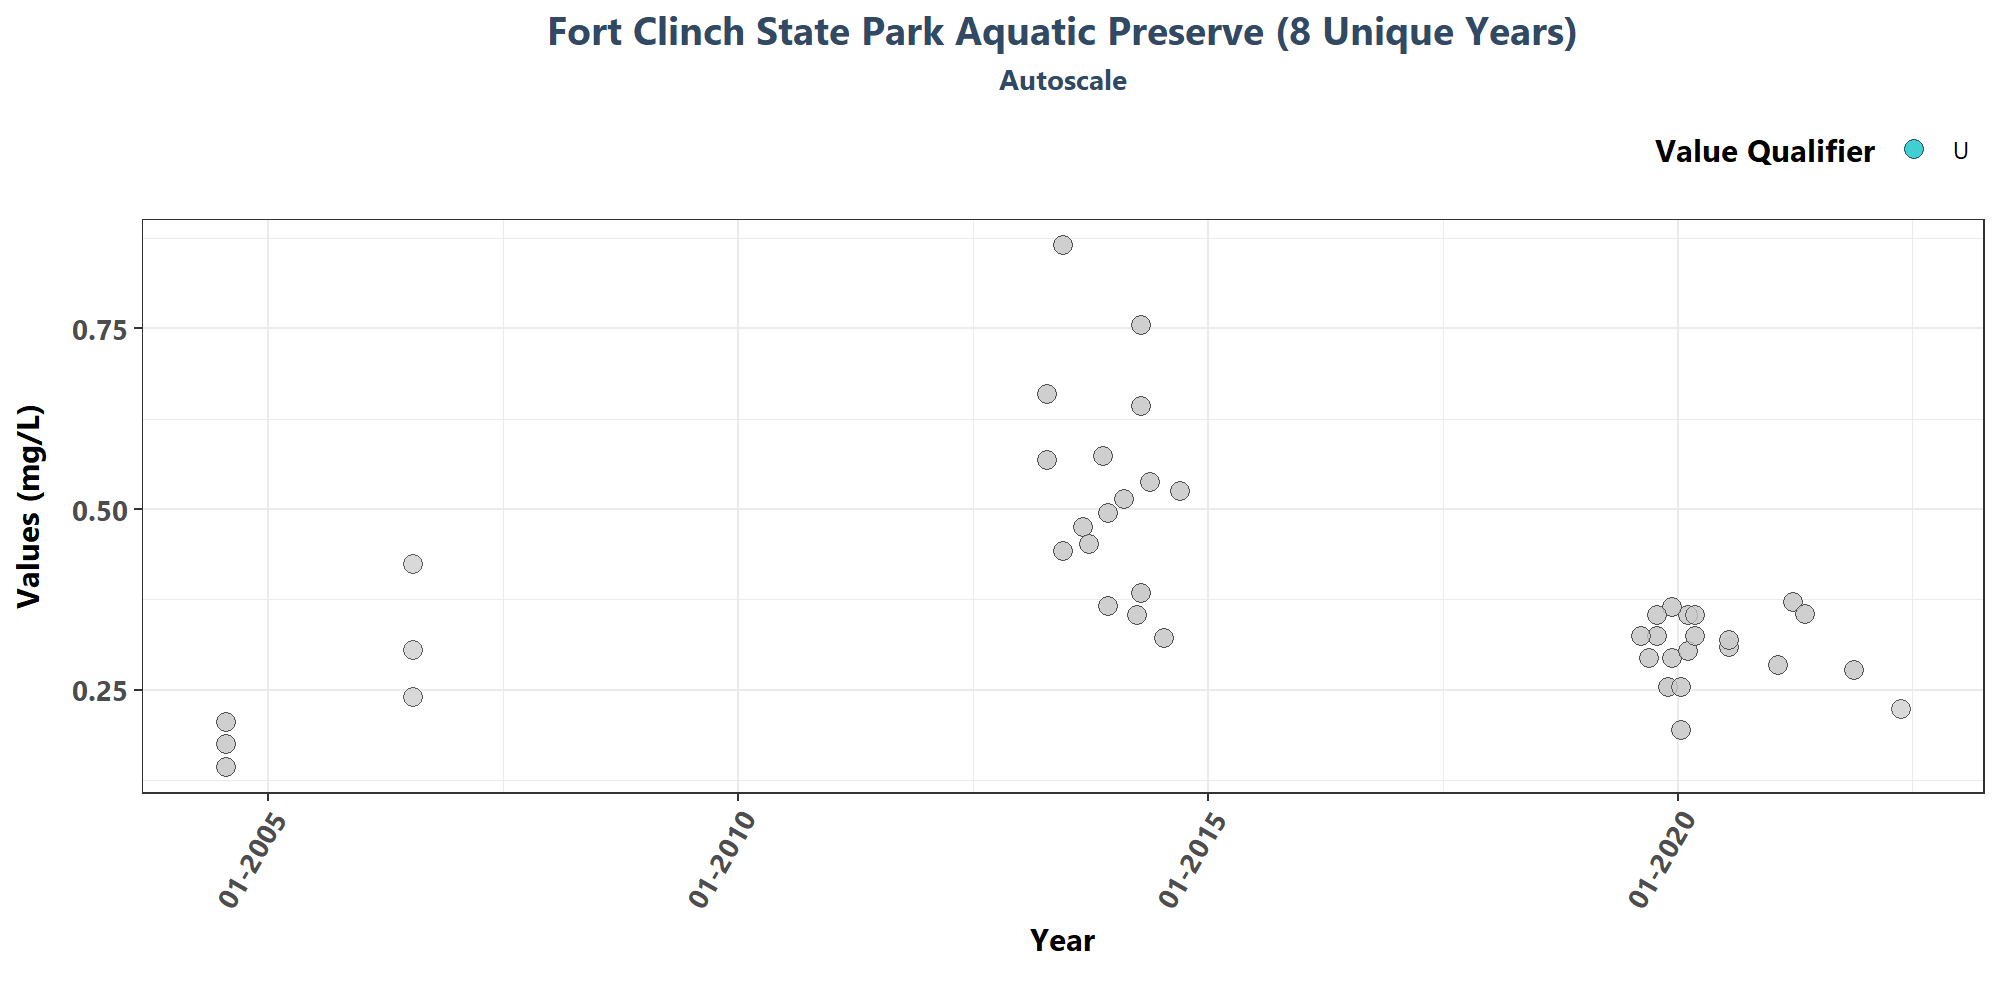 Fort Clinch State Park Aquatic Preserve (8 Unique Years)
Autoscale
Value Qualifier U
0.75
0.50
0.25
Values (mg/L)
01-2005
01-2010
01-2015
01-2020
Year